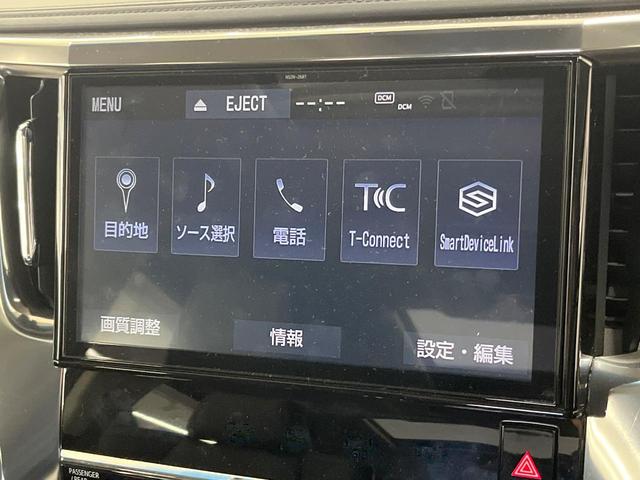 MENU
EJECT
--:--
DCM
DCM
目的地
ソース選択
電話
T-Connect
SmartDeviceLink
画質調整
情報
設定・編集
PASSENGER